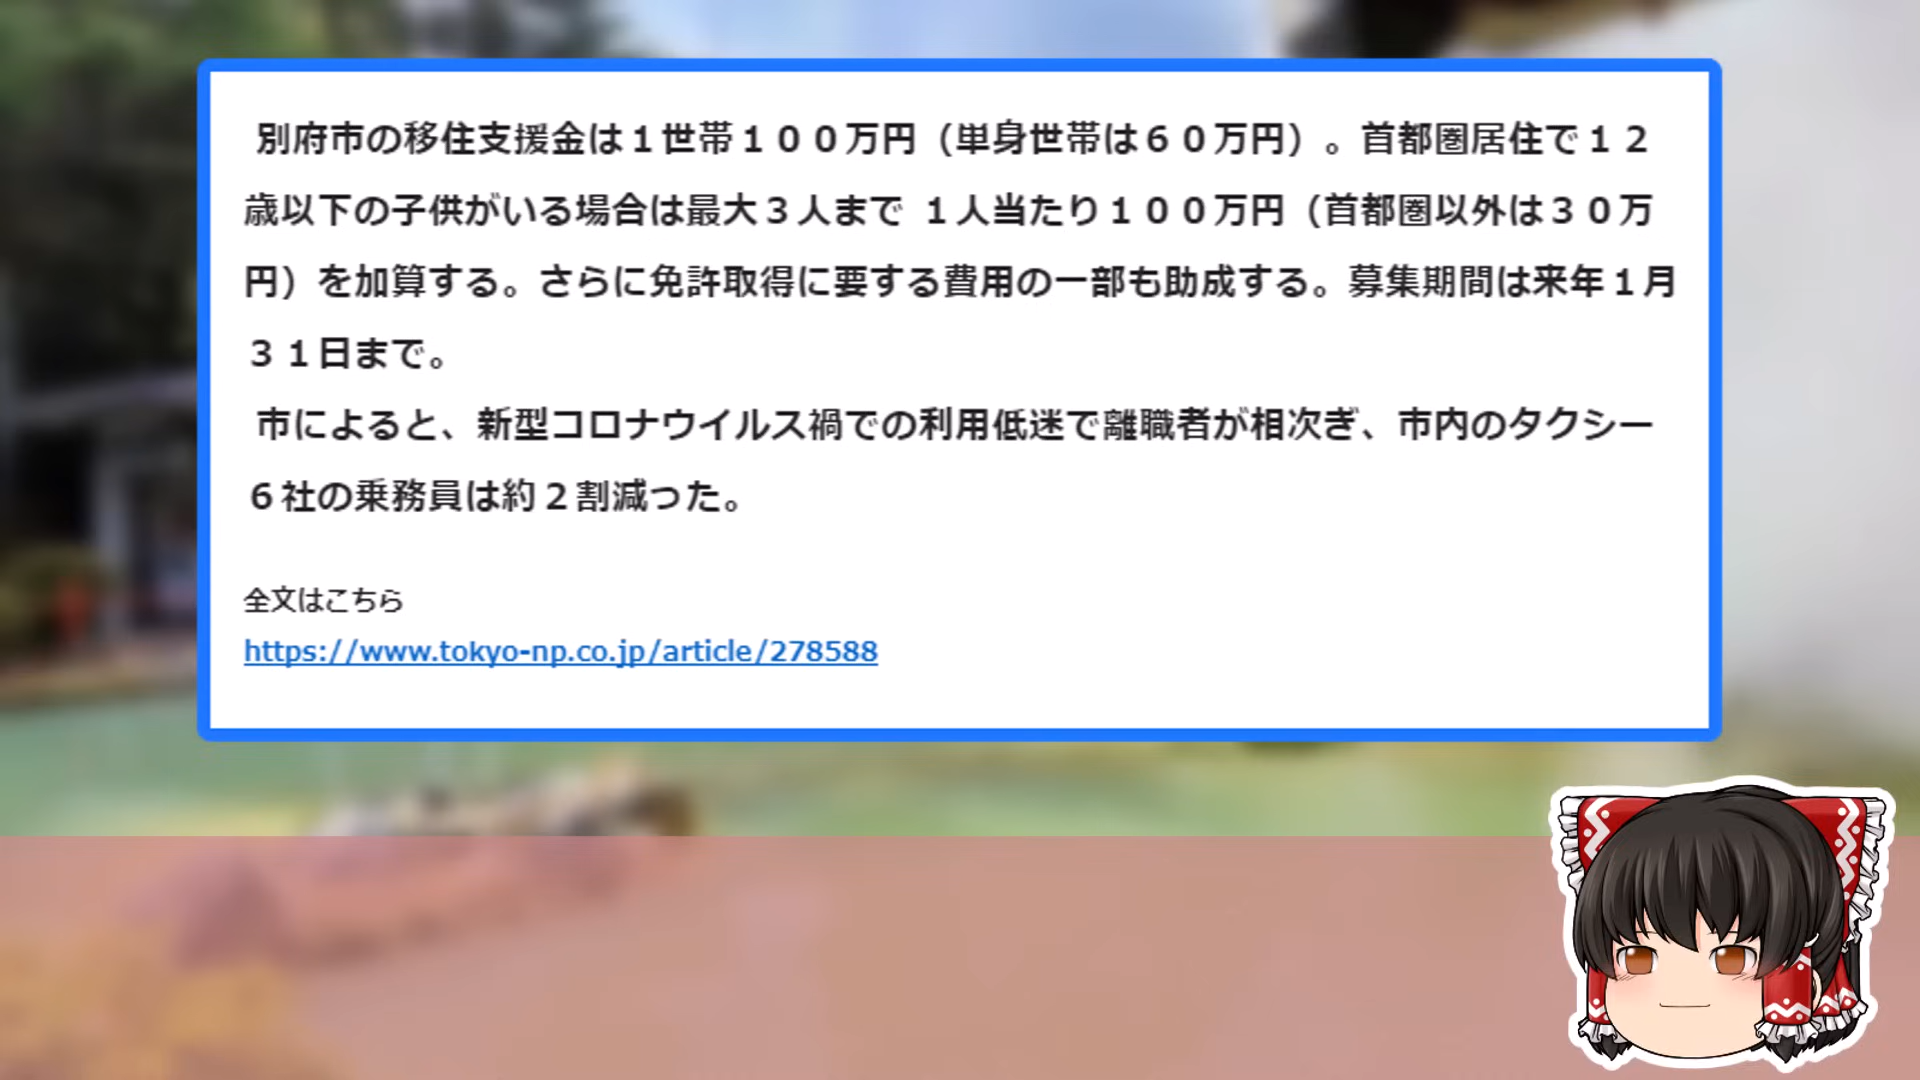 別府市の移住支援金は１世帯１００万円（単身世帯は６０万円）。首都圏居住で１２
歳以下の子供がいる場合は最大３人まで １人当たり１００万円（首都圏以外は３０万
円）を加算する。さらに免許取得に要する費用の一部も助成する。募集期間は来年１月
３１日まで。
市によると、新型コロナウイルス禍での利用低迷で離職者が相次ぎ、市内のタクシー
６社の乗務員は約２割減った。
全文はこちら
https://www.tokyo-np.co.jp/article/278588